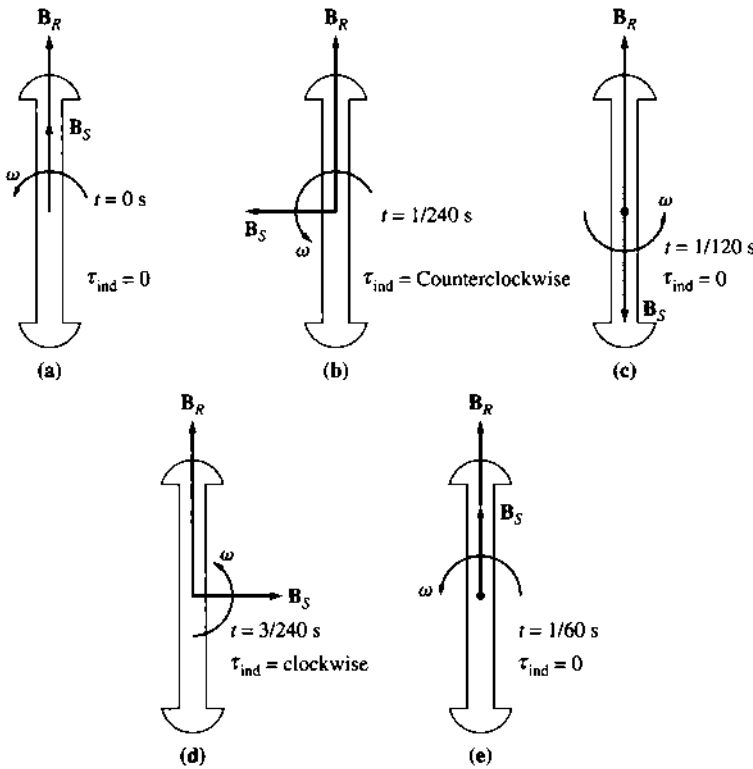 B_R
B_S
ω
t = 0 s
τ_ind = 0
(a)
B_R
B_S
ω
t = 1/240 s
τ_ind = Counterclockwise
(b)
B_R
ω
t = 1/120 s
τ_ind = 0
B_S
(c)
B_R
ω
B_S
t = 3/240 s
τ_ind = clockwise
(d)
B_R
B_S
ω
t = 1/60 s
τ_ind = 0
(e)